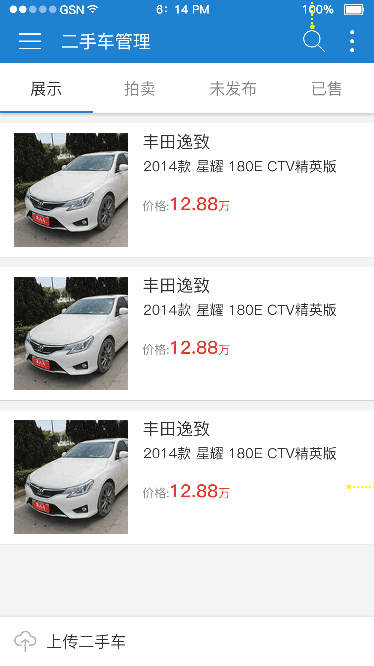 GSN 6: 14 PM 100%
二手车管理
展示 拍卖 未发布 已售
丰田逸致
2014款 星耀 180E CTV精英版
价格:12.88万
丰田逸致
2014款 星耀 180E CTV精英版
价格:12.88万
丰田逸致
2014款 星耀 180E CTV精英版
价格:12.88万
上传二手车